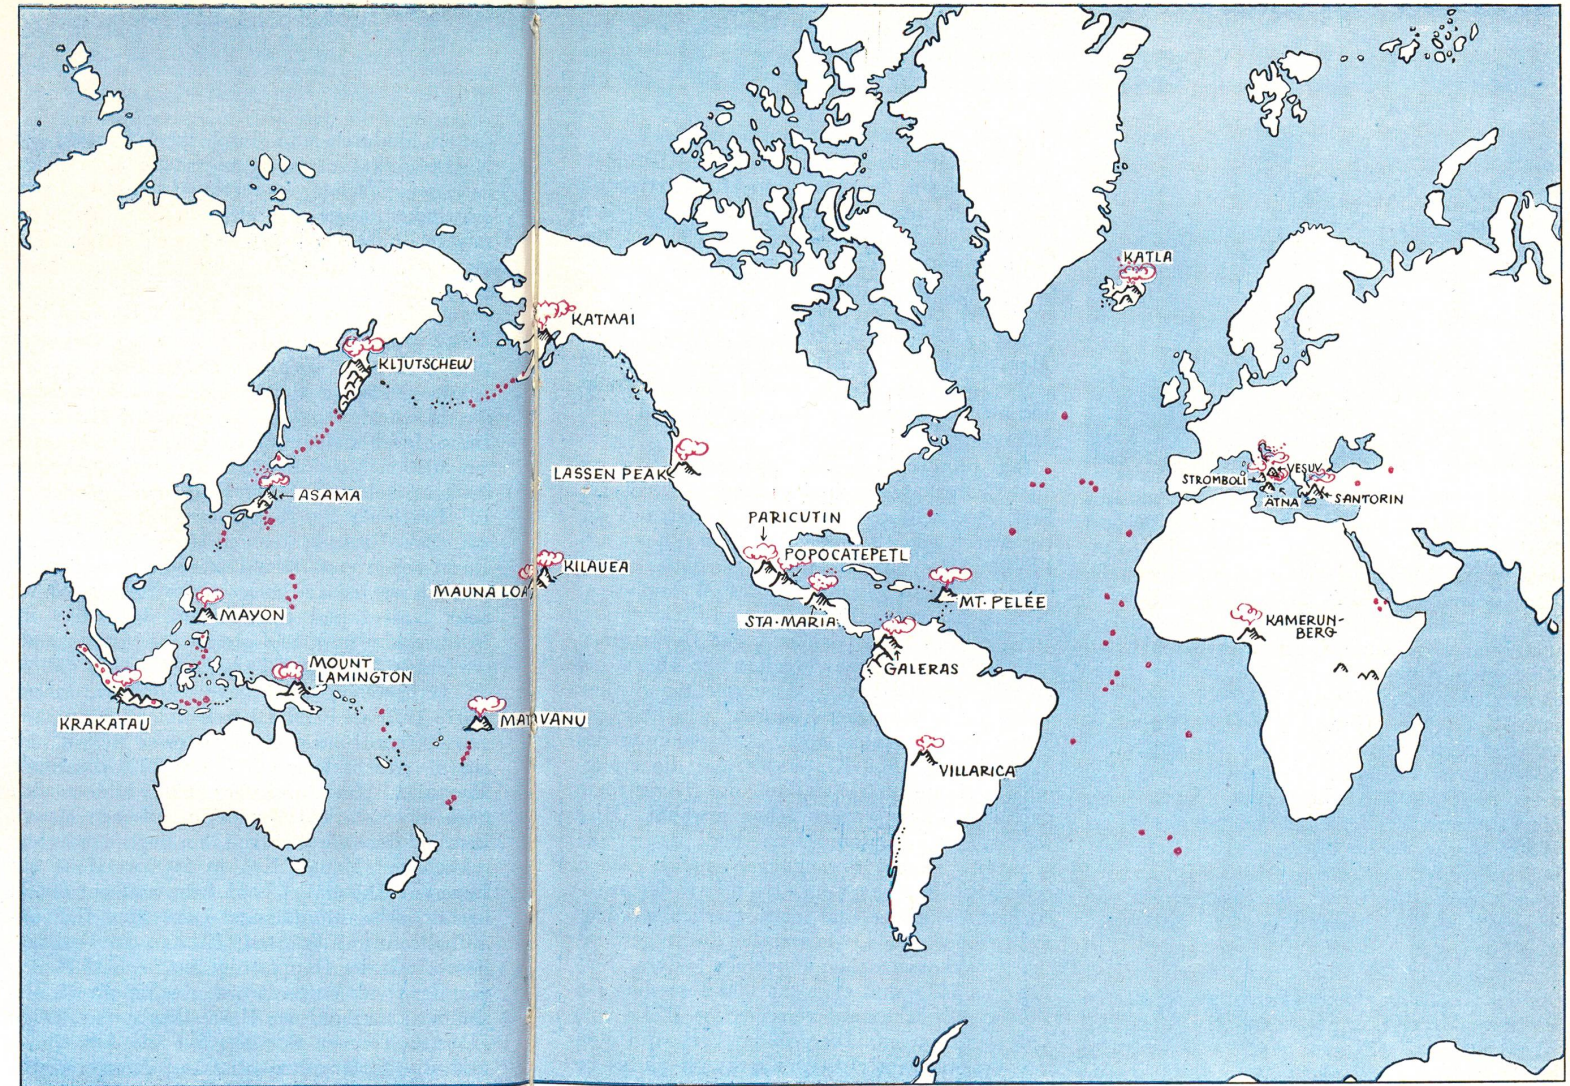 KATLA
KATMAI
KLJUTSCHEW
LASSEN PEAK
VESUV
STROMBOLI
ÄTNA
SANTORIN
ASAMA
PARICUTIN
POPOCATEPETL
KILAUEA
MAUNA LOA
MT. PELÉE
MAYON
STA. MARIA
KAMERUN-
BERG
MOUNT
LAMINGTON
GALERAS
KRAKATAU
MATAVANU
VILLARICA